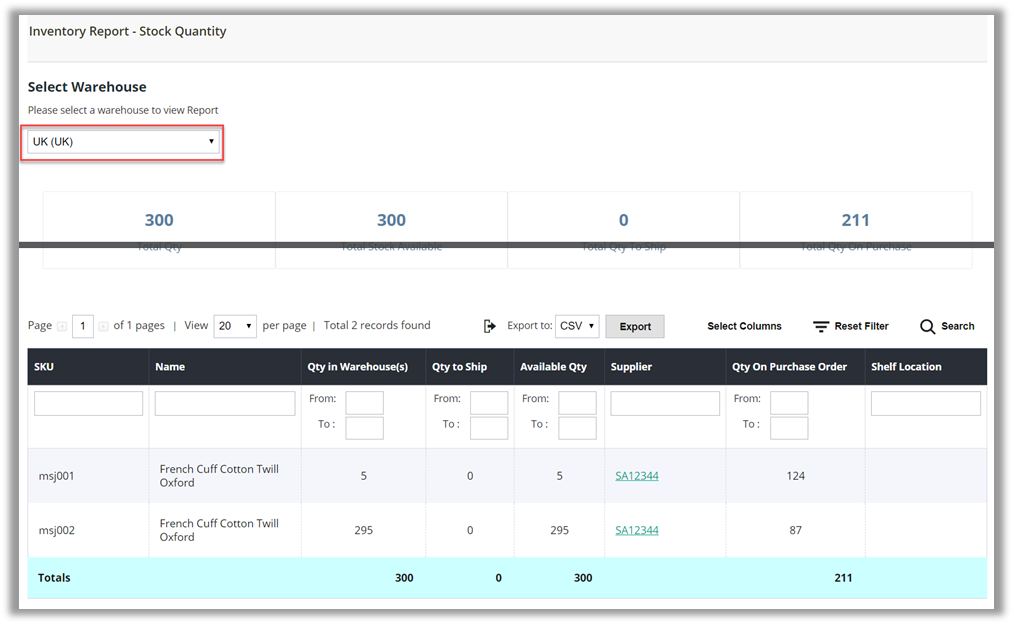 Inventory Report - Stock Quantity
Select Warehouse
Please select a warehouse to view Report
UK (UK)
300 300 0 211
Total Qty Total Stock Available Total Qty To Ship Total Qty On Purchase
Page 1 of 1 pages | View 20 per page | Total 2 records found Export to: CSV Export Select Columns Reset Filter Search
SKU Name Qty in Warehouse(s) Qty to Ship Available Qty Supplier Qty On Purchase Order Shelf Location
From: From: From: From:
To : To : To : To :
msj001 French Cuff Cotton Twill Oxford 5 0 5 SA12344 124
msj002 French Cuff Cotton Twill Oxford 295 0 295 SA12344 87
Totals 300 0 300 211